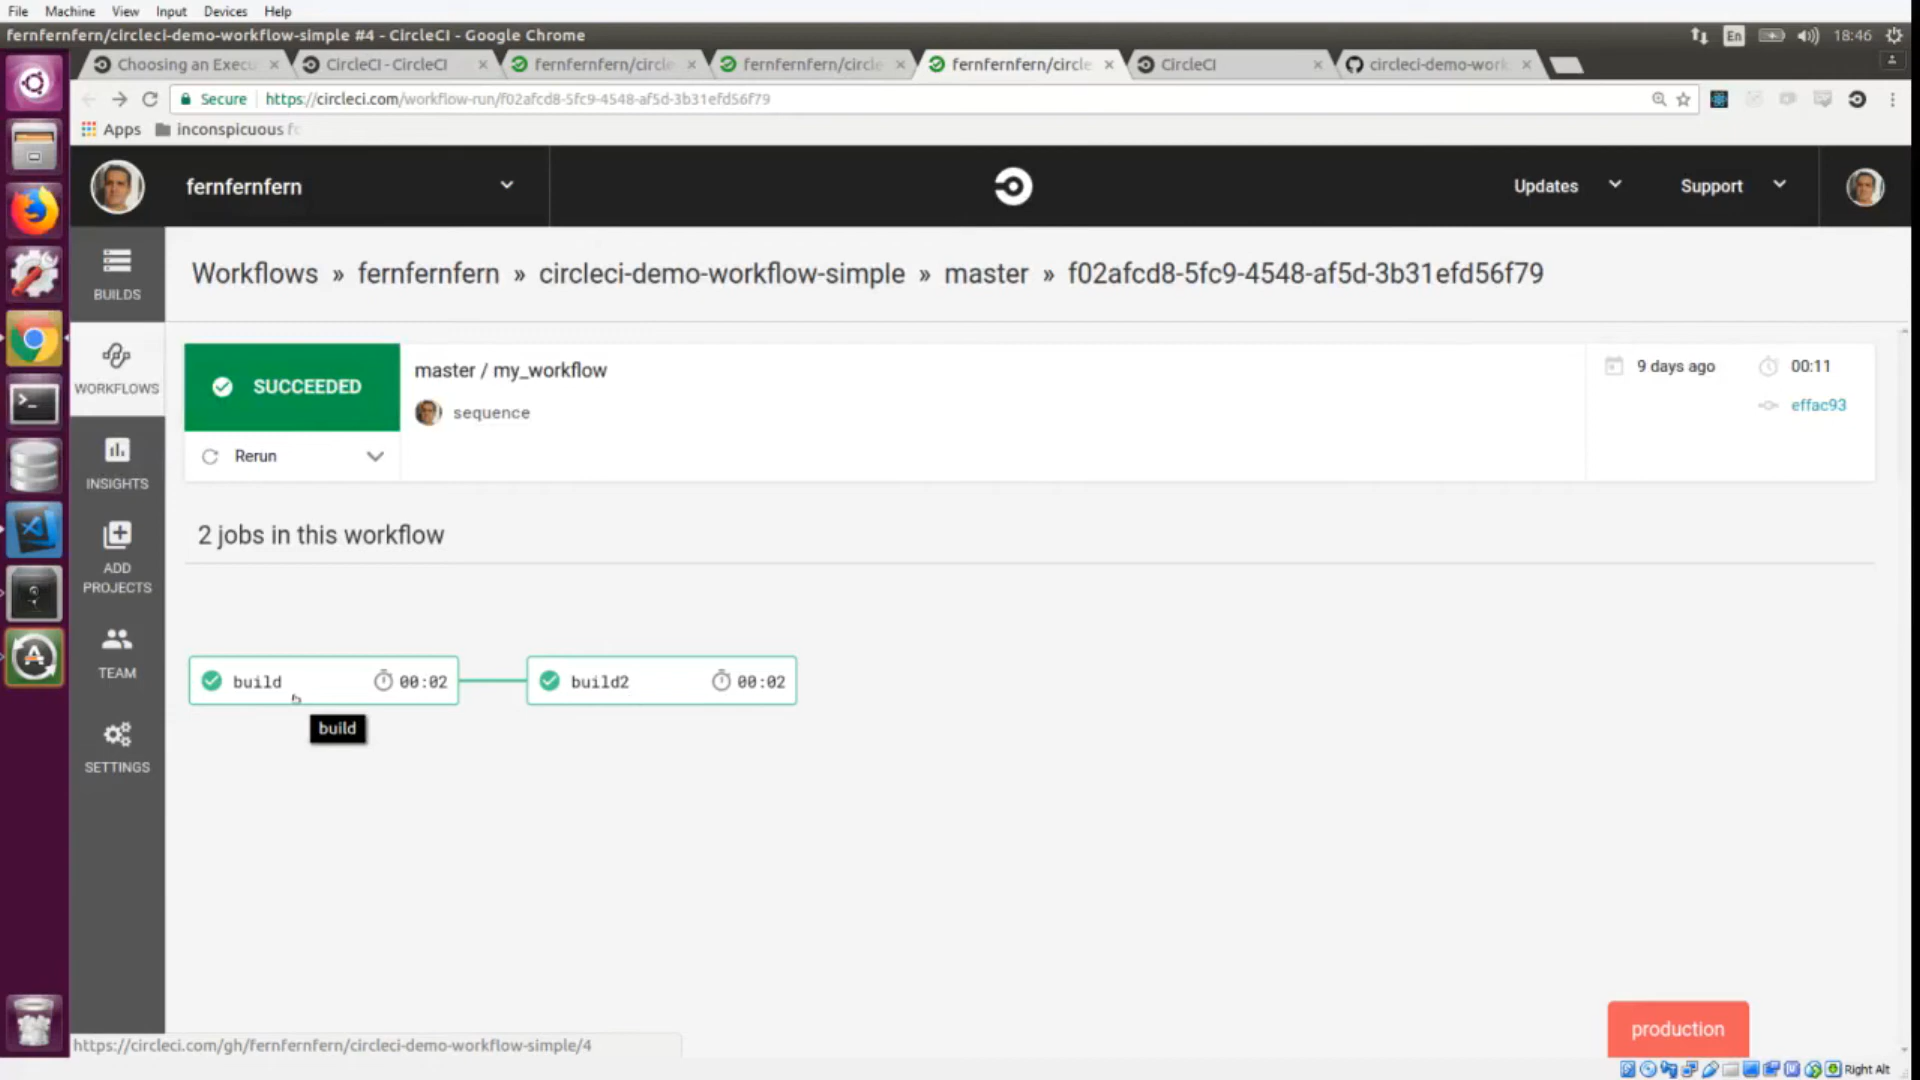 File Machine View Input Devices Help
fernfernfern/circleci-demo-workflow-simple #4 - CircleCI - Google Chrome
En 18:46
Choosing an Execu
CircleCI - CircleCI
fernfernfern/circle
fernfernfern/circle
fernfernfern/circle
CircleCI
circleci-demo-work
Secure https://circleci.com/workflow-run/f02afcd8-5fc9-4548-af5d-3b31efd56f79
Apps inconspicuous fo
fernfernfern
Updates
Support
BUILDS
WORKFLOWS
INSIGHTS
ADD
PROJECTS
TEAM
SETTINGS
Workflows » fernfernfern » circleci-demo-workflow-simple » master » f02afcd8-5fc9-4548-af5d-3b31efd56f79
SUCCEEDED
Rerun
master / my_workflow
sequence
9 days ago
00:11
effac93
2 jobs in this workflow
build 00:02
build2 00:02
build
production
https://circleci.com/gh/fernfernfern/circleci-demo-workflow-simple/4
Right Alt